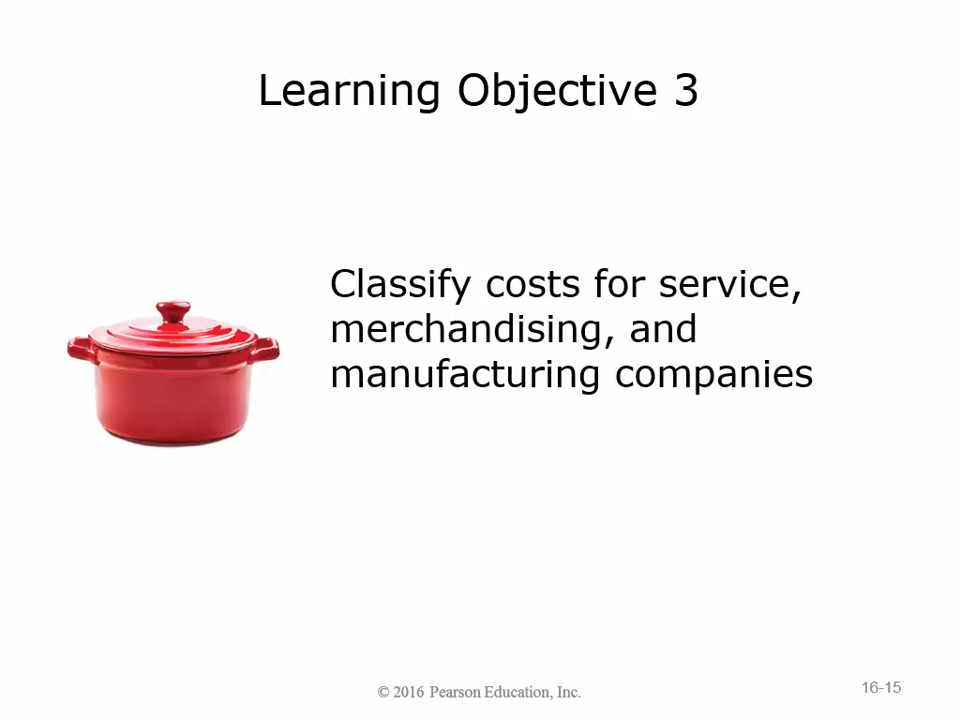 Learning Objective 3
Classify costs for service,
merchandising, and
manufacturing companies
© 2016 Pearson Education, Inc.
16-15